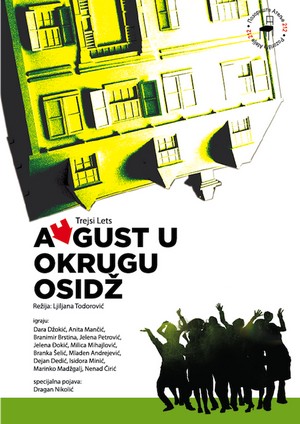 Trejsi Lets
AVGUST U
OKRUGU
OSIDŽ
Režija: Ljiljana Todorović
igraju:
Dara Džokić, Anita Mančić,
Branimir Brstina, Jelena Petrović,
Jelena Đokić, Milica Mihajlović,
Branka Šelić, Mladen Andrejević,
Dejan Dedić, Isidora Minić,
Marinko Madžgalj, Nenad Ćirić
specijalna pojava:
Dragan Nikolić